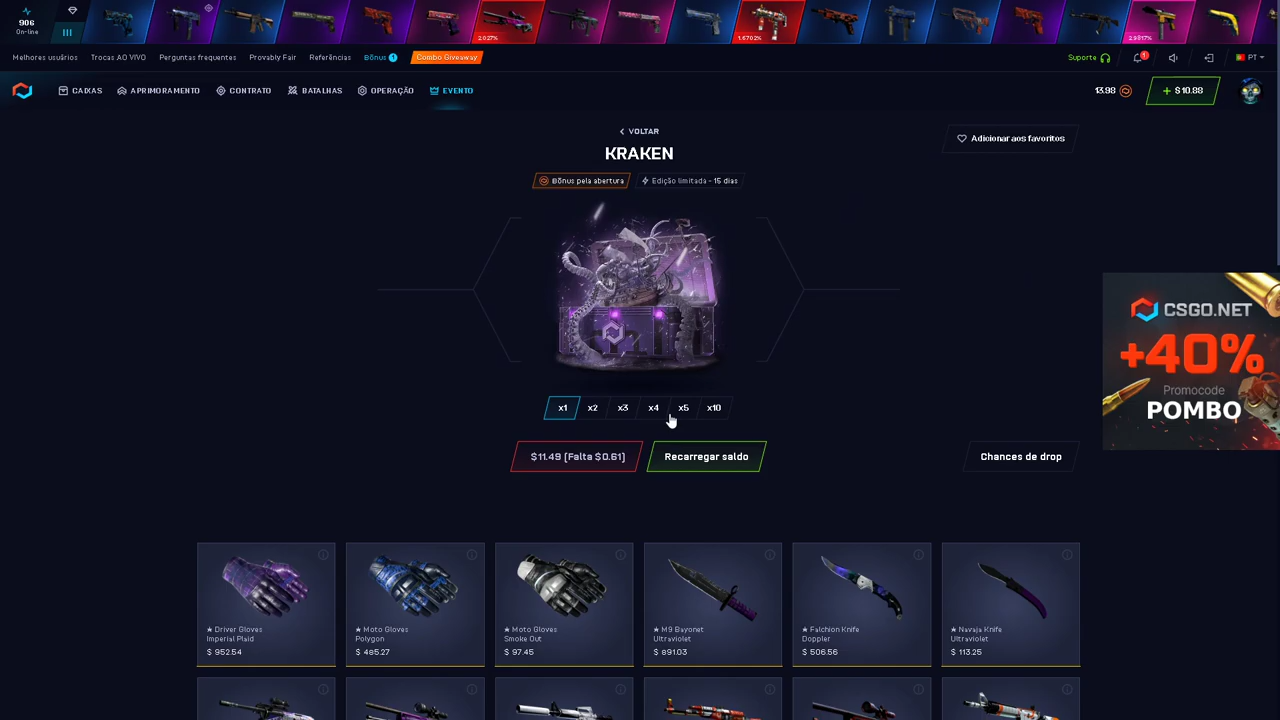 906
On-line
2.027%
1.6702%
2.9817%
Melhores usuários
Trocas AO VIVO
Perguntas frequentes
Provably Fair
Referências
Bônus
Combo Giveaway
Suporte
1
PT
CAIXAS
APRIMORAMENTO
CONTRATO
BATALHAS
OPERAÇÃO
EVENTO
13.98
+ $10.88
VOLTAR
KRAKEN
Adicionar aos favoritos
Bônus pela abertura
Edição limitada - 15 dias
CSGO.NET
+40%
Promocode
POMBO
x1 x2 x3 x4 x5 x10
$11.49 (Falta $0.61)
Recarregar saldo
Chances de drop
★ Driver Gloves
Imperial Plaid
$ 952.54
★ Moto Gloves
Polygon
$ 485.27
★ Moto Gloves
Smoke Out
$ 97.45
★ M9 Bayonet
Ultraviolet
$ 891.03
★ Falchion Knife
Doppler
$ 506.56
★ Navaja Knife
Ultraviolet
$ 113.25